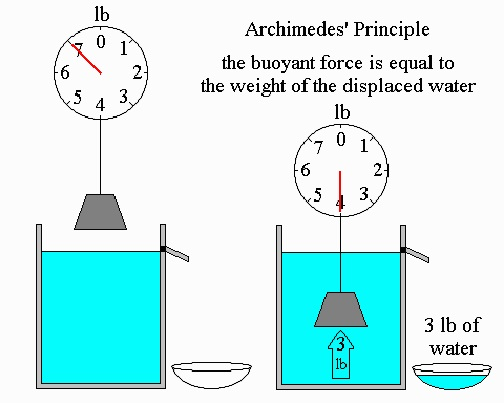 lb
0
1
2
3
4
5
6
7
Archimedes' Principle
the buoyant force is equal to
the weight of the displaced water
lb
0
1
2
3
4
5
6
7
3
lb
3 lb of
water